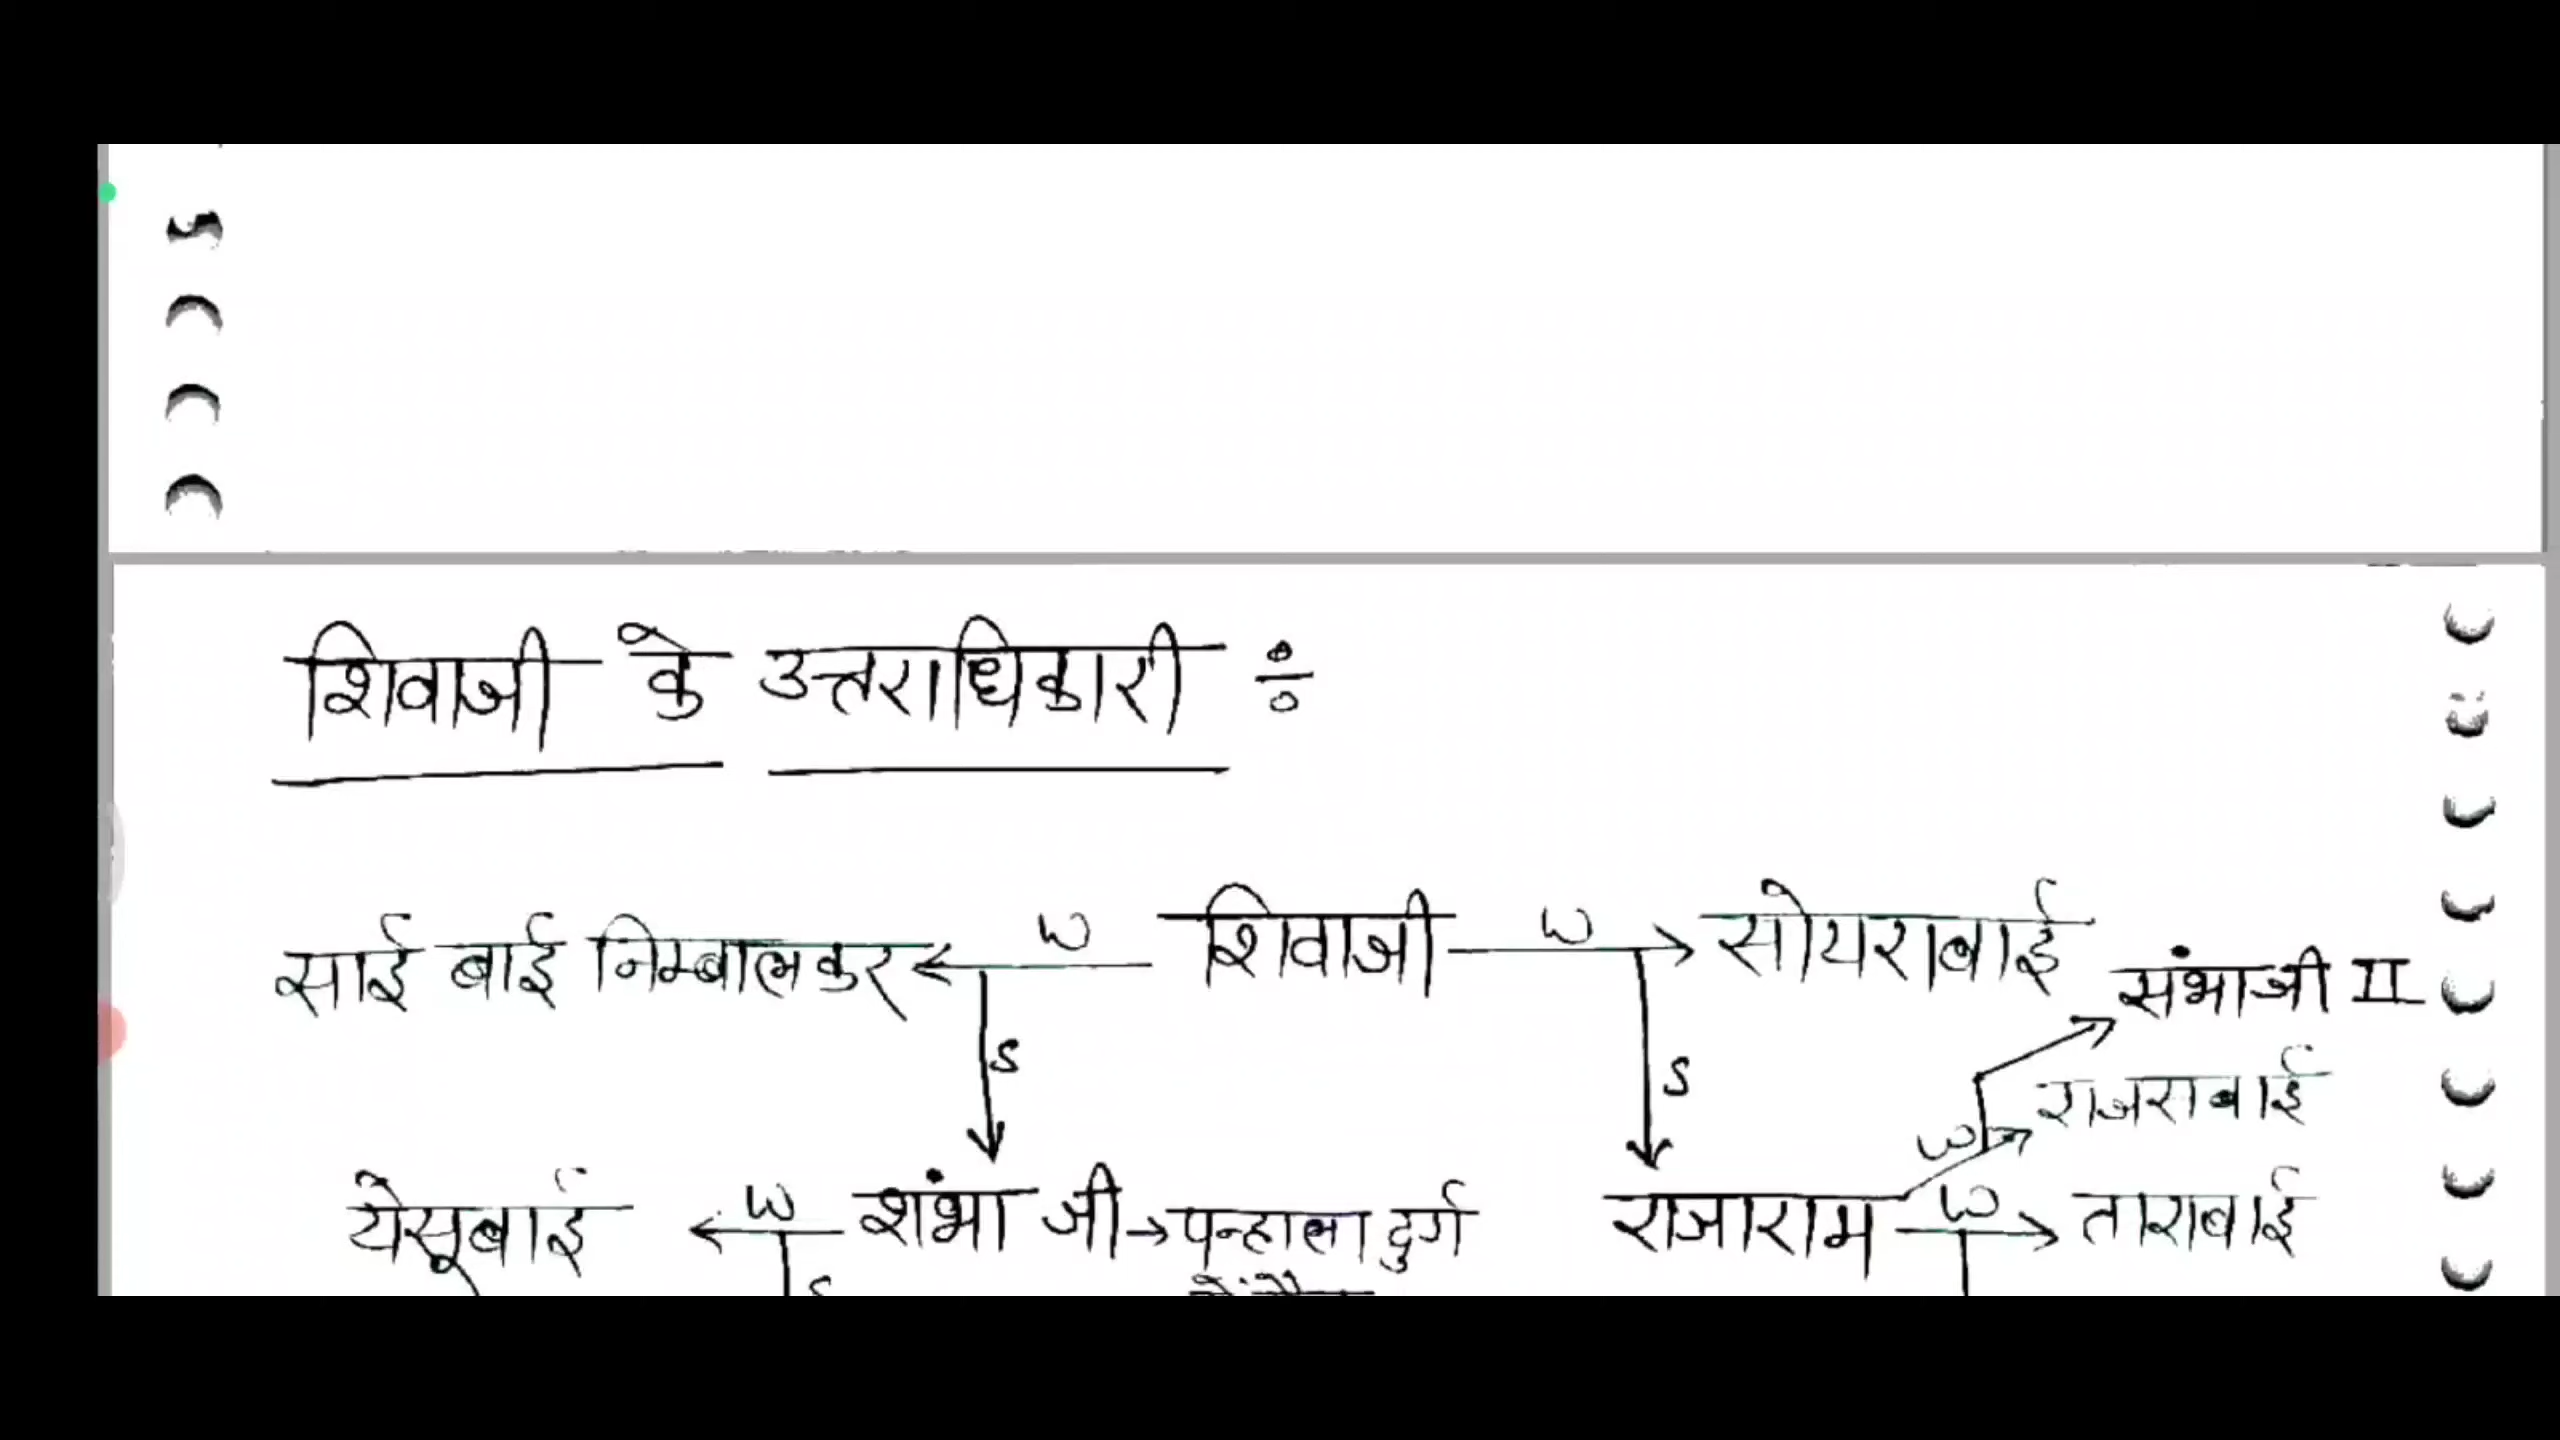 शिवाजी के उत्तराधिकारी ÷
साई बाई निम्बालकर ← W शिवाजी W → सोयराबाई
संभाजी II
S S
राजसबाई
W
येसूबाई ← W शंभा जी → पन्हाला दुर्ग राजाराम W → ताराबाई